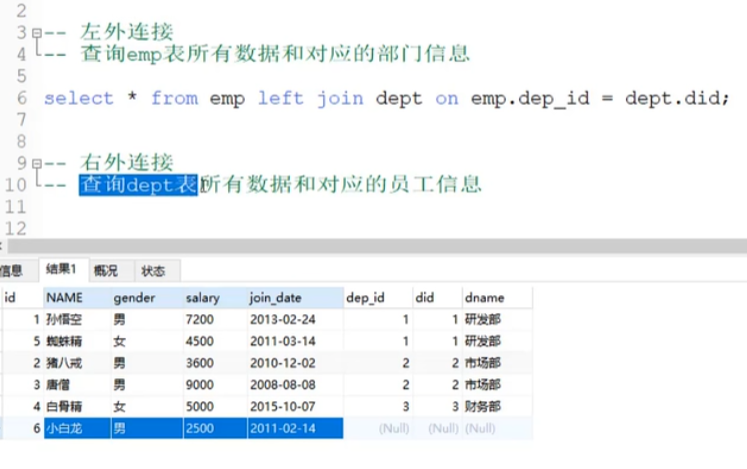 2
3 -- 左外连接
4 -- 查询emp表所有数据和对应的部门信息
5
6 select * from emp left join dept on emp.dep_id = dept.did;
7
8
9 -- 右外连接
10 -- 查询dept表所有数据和对应的员工信息
11
12
信息 结果1 概况 状态
id NAME gender salary join_date dep_id did dname
1 孙悟空 男 7200 2013-02-24 1 1 研发部
5 蜘蛛精 女 4500 2011-03-14 1 1 研发部
2 猪八戒 男 3600 2010-12-02 2 2 市场部
3 唐僧 男 9000 2008-08-08 2 2 市场部
4 白骨精 女 5000 2015-10-07 3 3 财务部
6 小白龙 男 2500 2011-02-14 (Null) (Null) (Null)